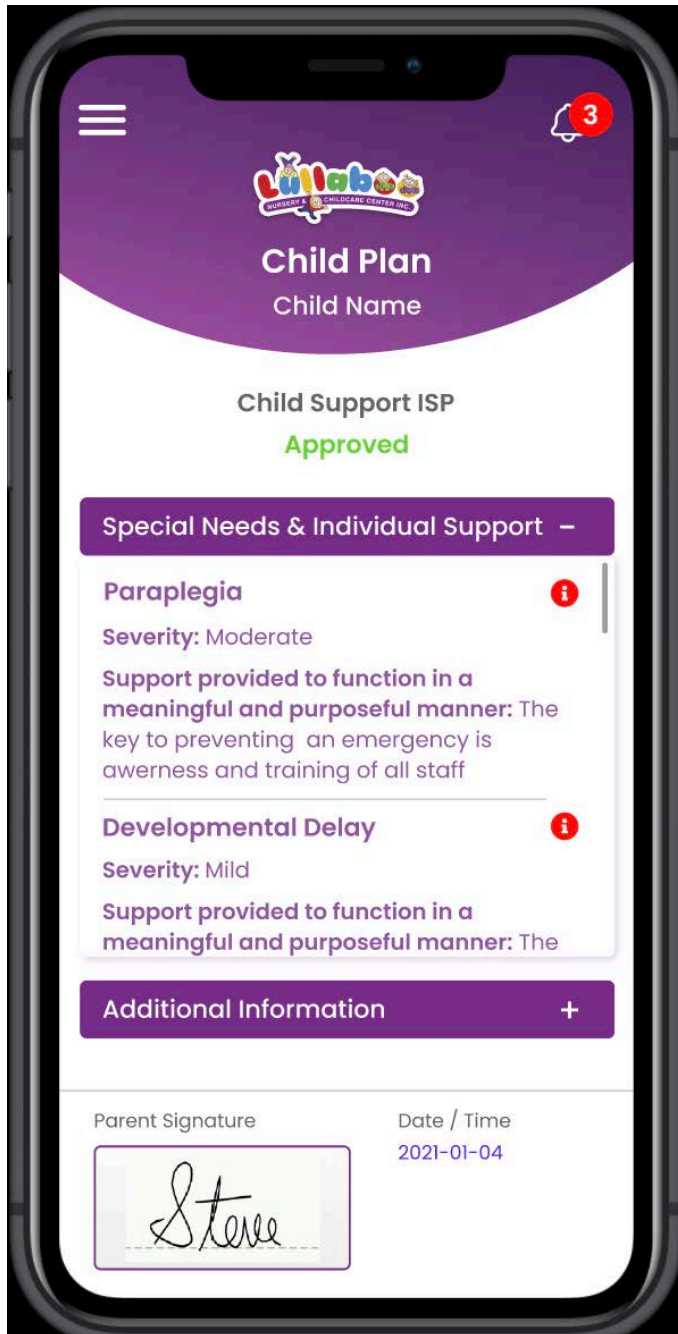 3
Lullaboo
NURSERY & CHILDCARE CENTER INC.
Child Plan
Child Name
Child Support ISP
Approved
Special Needs & Individual Support –
Paraplegia
Severity: Moderate
Support provided to function in a
meaningful and purposeful manner: The
key to preventing an emergency is
awerness and training of all staff
Developmental Delay
Severity: Mild
Support provided to function in a
meaningful and purposeful manner: The
Additional Information +
Parent Signature
Date / Time
2021-01-04
Steve